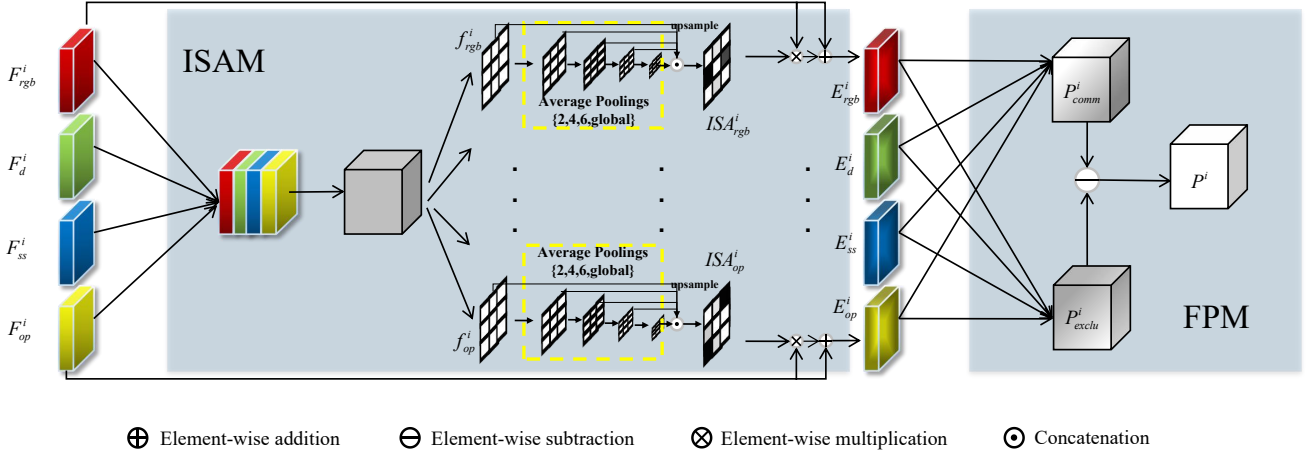 ISAM
F^i_rgb
F^i_d
F^i_ss
F^i_op
f^i_rgb
upsample
Average Poolings
{2,4,6,global}
ISA^i_rgb
Average Poolings
{2,4,6,global}
ISA^i_op
upsample
f^i_op
E^i_rgb
E^i_d
E^i_ss
E^i_op
P^i_comm
P^i
P^i_exclu
FPM
Element-wise addition
Element-wise subtraction
Element-wise multiplication
Concatenation